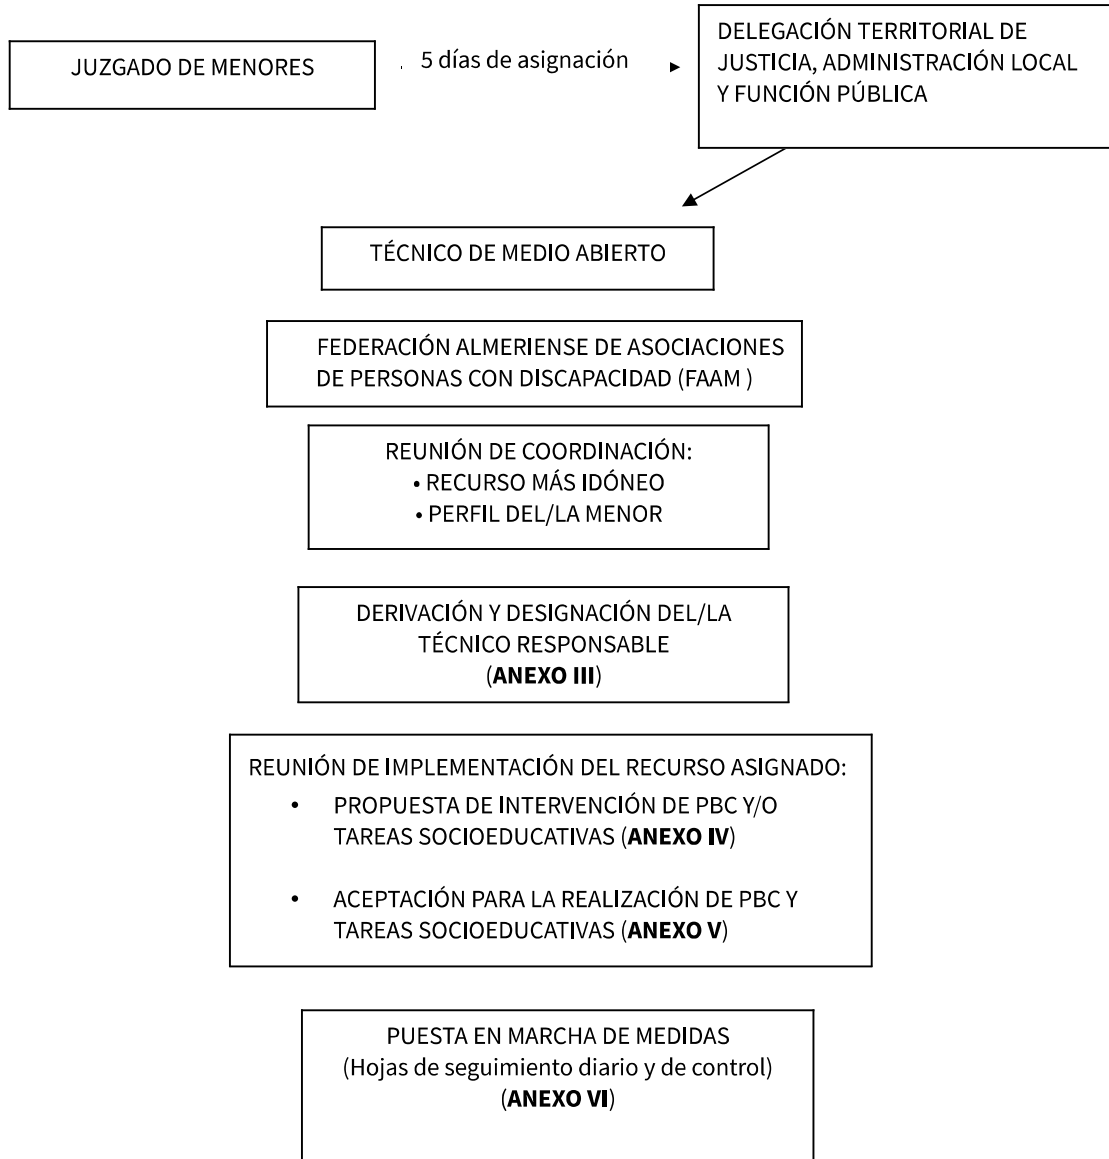 JUZGADO DE MENORES
. 5 días de asignación
DELEGACIÓN TERRITORIAL DE
JUSTICIA, ADMINISTRACIÓN LOCAL
Y FUNCIÓN PÚBLICA
TÉCNICO DE MEDIO ABIERTO
FEDERACIÓN ALMERIENSE DE ASOCIACIONES
DE PERSONAS CON DISCAPACIDAD (FAAM )
REUNIÓN DE COORDINACIÓN:
• RECURSO MÁS IDÓNEO
• PERFIL DEL/LA MENOR
DERIVACIÓN Y DESIGNACIÓN DEL/LA
TÉCNICO RESPONSABLE
(ANEXO III)
REUNIÓN DE IMPLEMENTACIÓN DEL RECURSO ASIGNADO:
• PROPUESTA DE INTERVENCIÓN DE PBC Y/O
TAREAS SOCIOEDUCATIVAS (ANEXO IV)
• ACEPTACIÓN PARA LA REALIZACIÓN DE PBC Y
TAREAS SOCIOEDUCATIVAS (ANEXO V)
PUESTA EN MARCHA DE MEDIDAS
(Hojas de seguimiento diario y de control)
(ANEXO VI)